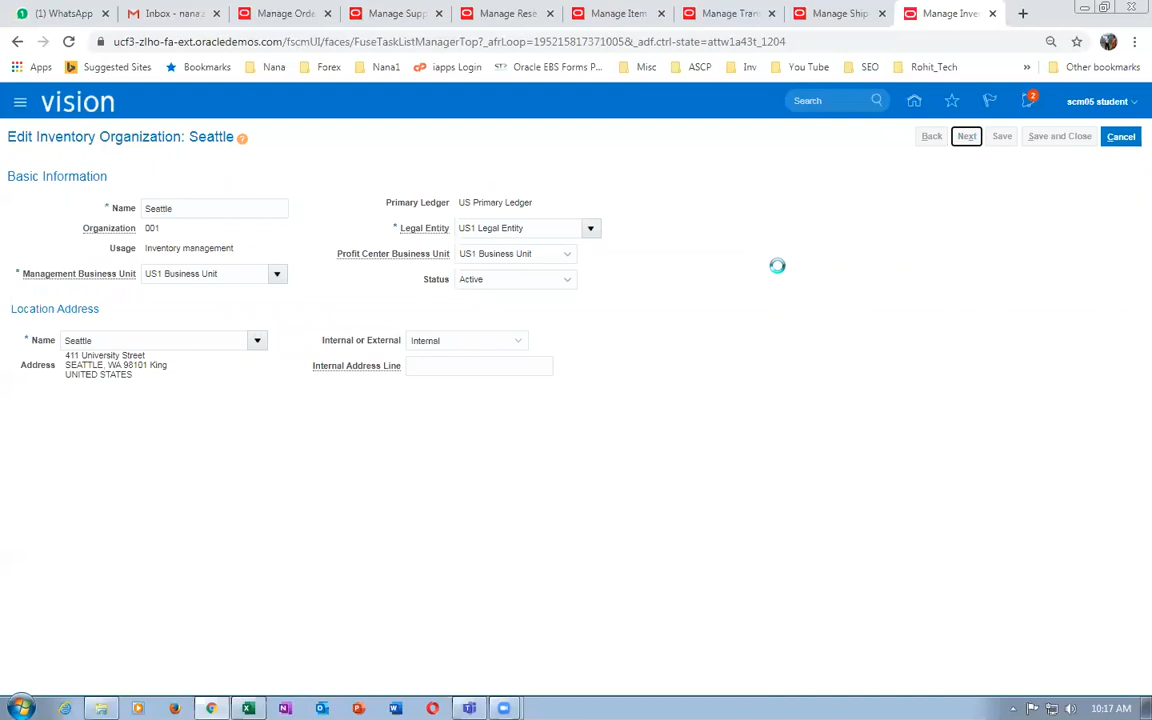 (1) WhatsApp
Inbox - nana.z
Manage Orde
Manage Supp
Manage Rese
Manage Item
Manage Tran
Manage Ship
Manage Inve
ucf3-zlho-fa-ext.oracledemos.com/fscmUI/faces/FuseTaskListManagerTop?_afrLoop=195215817371005&_adf.ctrl-state=attw1a43t_1204
Apps
Suggested Sites
Bookmarks
Nana
Forex
Nana1
iapps Login
Oracle EBS Forms P...
Misc
ASCP
Inv
You Tube
SEO
Rohit_Tech
»
Other bookmarks
vision
Search
2
scm05 student
Edit Inventory Organization: Seattle ?
Back
Next
Save
Save and Close
Cancel
Basic Information
* Name Seattle
Organization 001
Usage Inventory management
* Management Business Unit US1 Business Unit
Primary Ledger US Primary Ledger
* Legal Entity US1 Legal Entity
Profit Center Business Unit US1 Business Unit
Status Active
Location Address
* Name Seattle
Address 411 University Street
SEATTLE, WA 98101 King
UNITED STATES
Internal or External Internal
Internal Address Line
10:17 AM